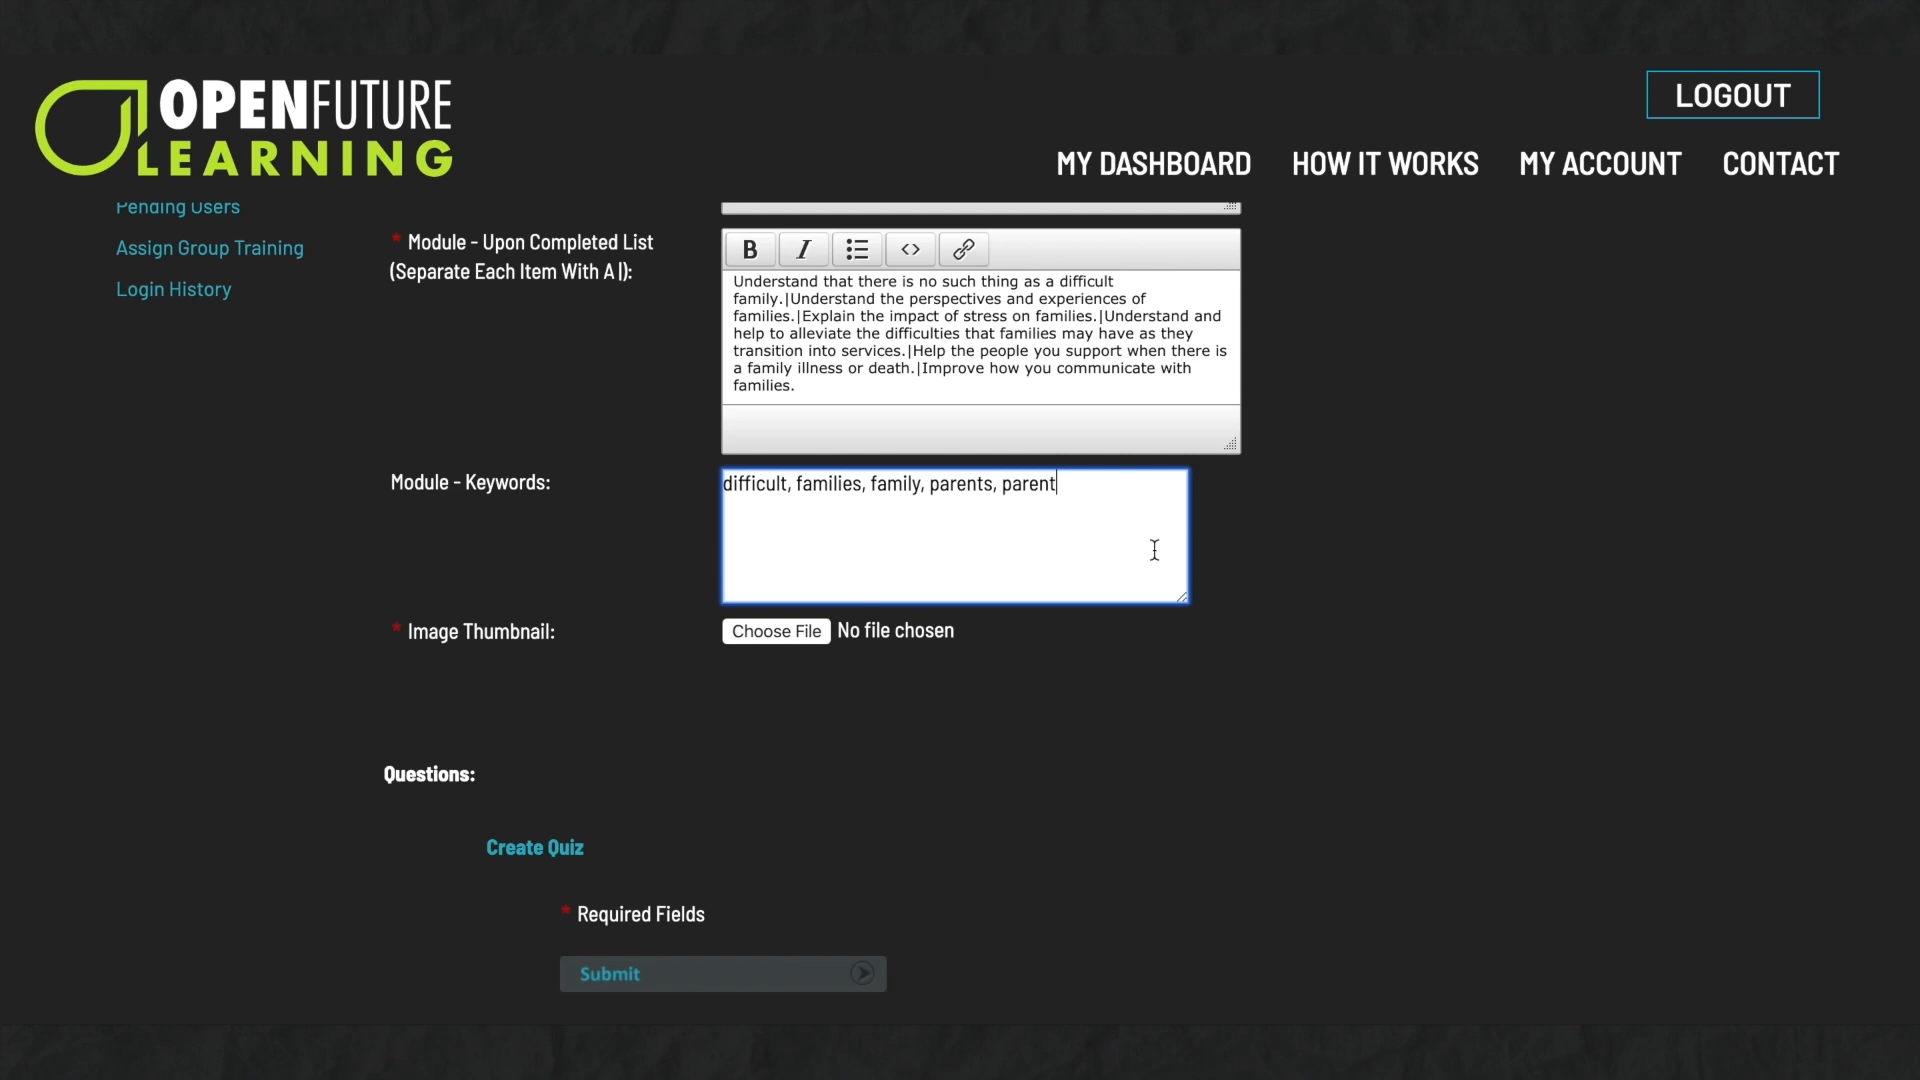 OPENFUTURE
LEARNING
LOGOUT
MY DASHBOARD HOW IT WORKS MY ACCOUNT CONTACT
Pending Users
Assign Group Training
Login History
* Module - Upon Completed List
(Separate Each Item With A |):
B I <>
Understand that there is no such thing as a difficult
family.|Understand the perspectives and experiences of
families.|Explain the impact of stress on families.|Understand and
help to alleviate the difficulties that families may have as they
transition into services.|Help the people you support when there is
a family illness or death.|Improve how you communicate with
families.
Module - Keywords:
difficult, families, family, parents, parent
* Image Thumbnail:
Choose File No file chosen
Questions:
Create Quiz
* Required Fields
Submit